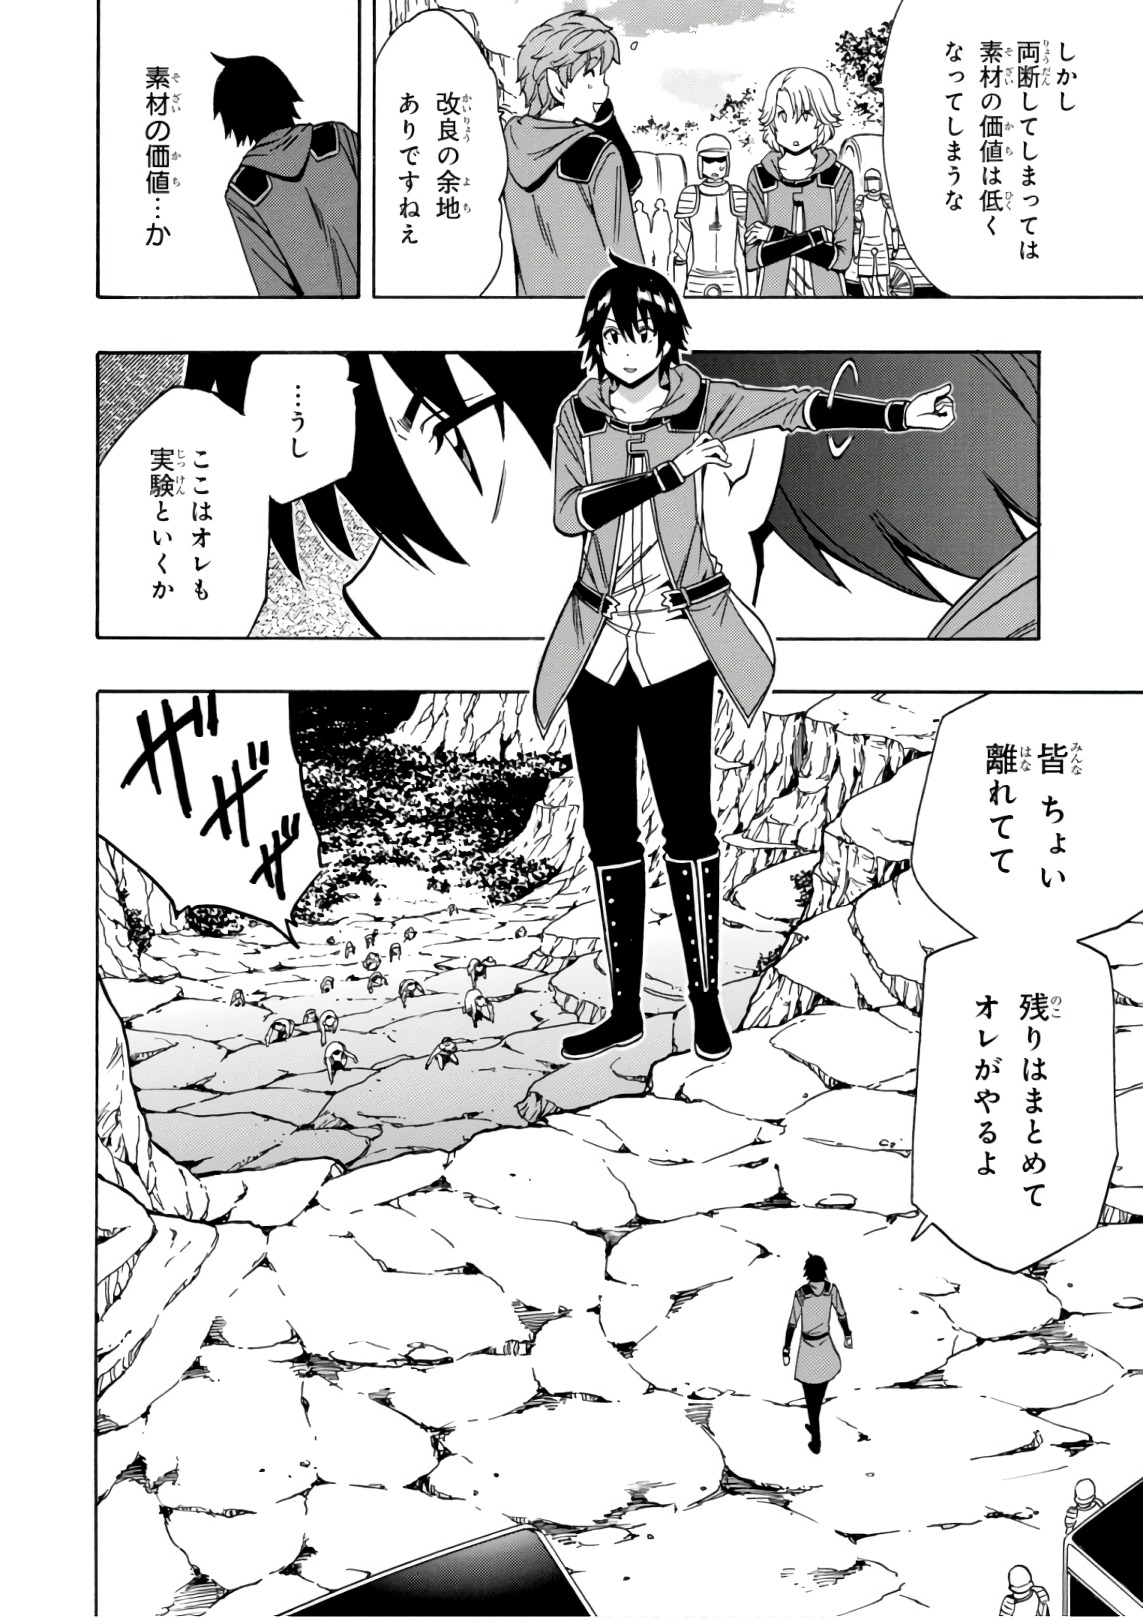 しかし
両断してしまっては
素材の価値は低く
なってしまうな
改良の余地
ありですねえ
素材の価値…か
…うし
ここはオレも
実験といくか
皆 ちょい
離れてて
残りはまとめて
オレがやるよ
ザザザ